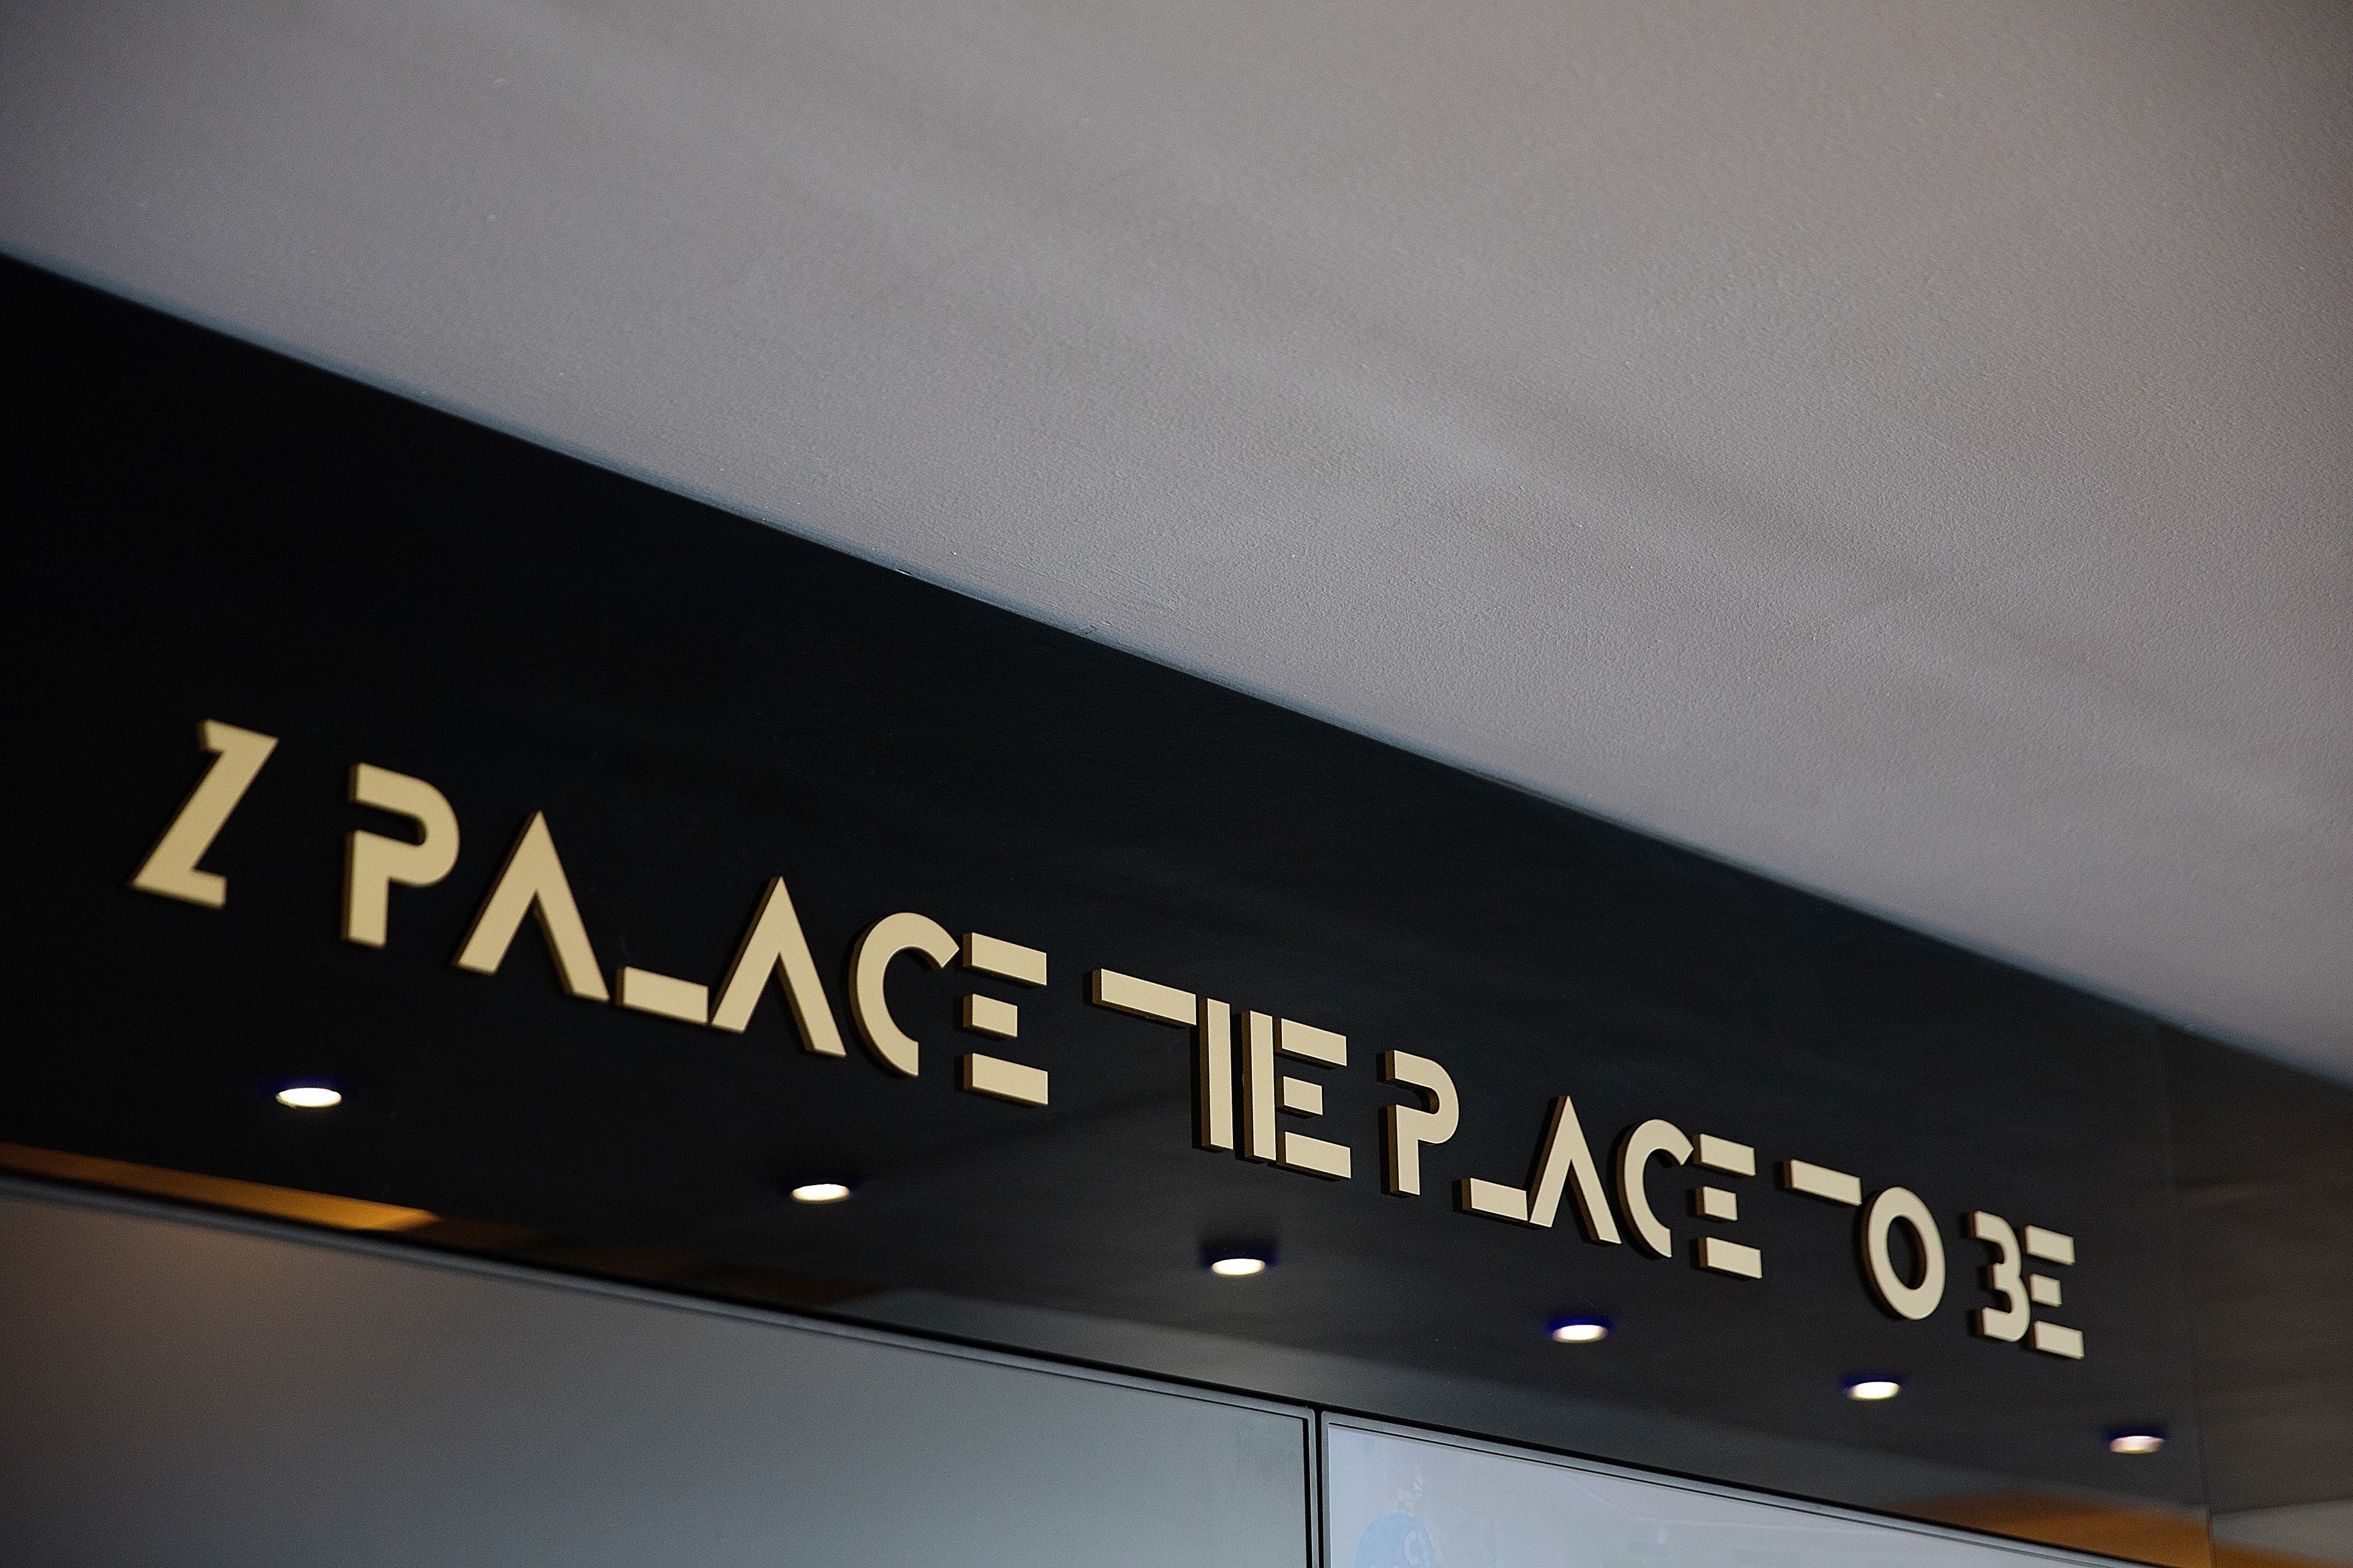 Z PALACE THE PLACE TO BE